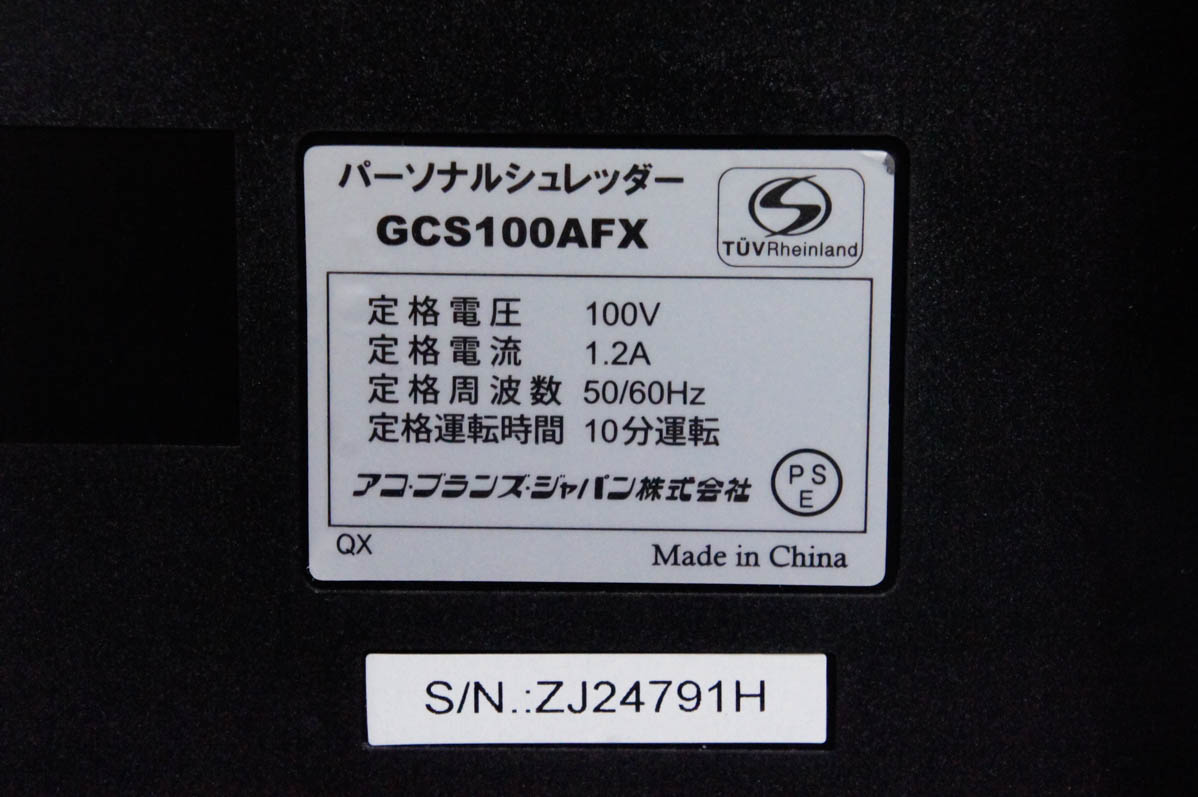 パーソナルシュレッダー
GCS100AFX
TÜVRheinland
定格電圧 100V
定格電流 1.2A
定格周波数 50/60Hz
定格運転時間 10分運転
アコ・ブランズ・ジャパン株式会社
PS
E
QX
Made in China
S/N.:ZJ24791H